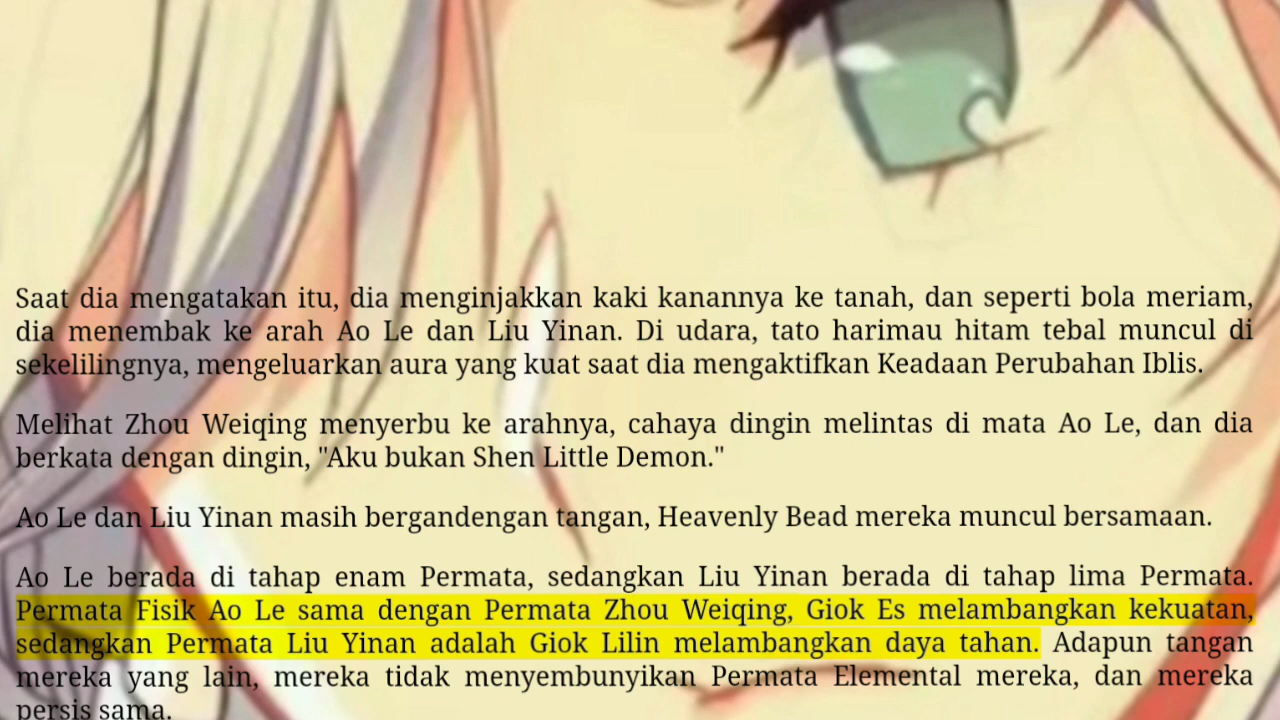 Saat dia mengatakan itu, dia menginjakkan kaki kanannya ke tanah, dan seperti bola meriam,
dia menembak ke arah Ao Le dan Liu Yinan. Di udara, tato harimau hitam tebal muncul di
sekelilingnya, mengeluarkan aura yang kuat saat dia mengaktifkan Keadaan Perubahan Iblis.
Melihat Zhou Weiqing menyerbu ke arahnya, cahaya dingin melintas di mata Ao Le, dan dia
berkata dengan dingin, "Aku bukan Shen Little Demon."
Ao Le dan Liu Yinan masih bergandengan tangan, Heavenly Bead mereka muncul bersamaan.
Ao Le berada di tahap enam Permata, sedangkan Liu Yinan berada di tahap lima Permata.
Permata Fisik Ao Le sama dengan Permata Zhou Weiqing, Giok Es melambangkan kekuatan,
sedangkan Permata Liu Yinan adalah Giok Lilin melambangkan daya tahan. Adapun tangan
mereka yang lain, mereka tidak menyembunyikan Permata Elemental mereka, dan mereka
persis sama.